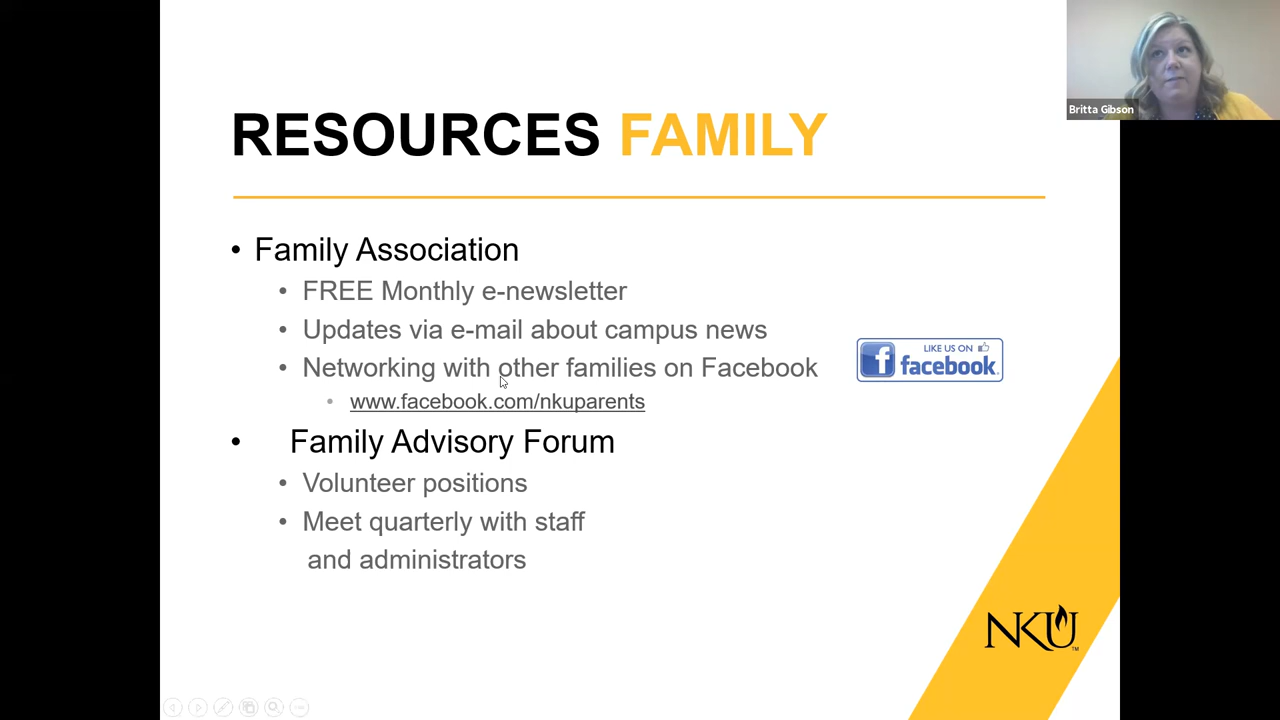 Britta Gibson
RESOURCES FAMILY
• Family Association
• FREE Monthly e-newsletter
• Updates via e-mail about campus news
• Networking with other families on Facebook
LIKE US ON
facebook.
• www.facebook.com/nkuparents
• Family Advisory Forum
• Volunteer positions
• Meet quarterly with staff
and administrators
NKU
TM